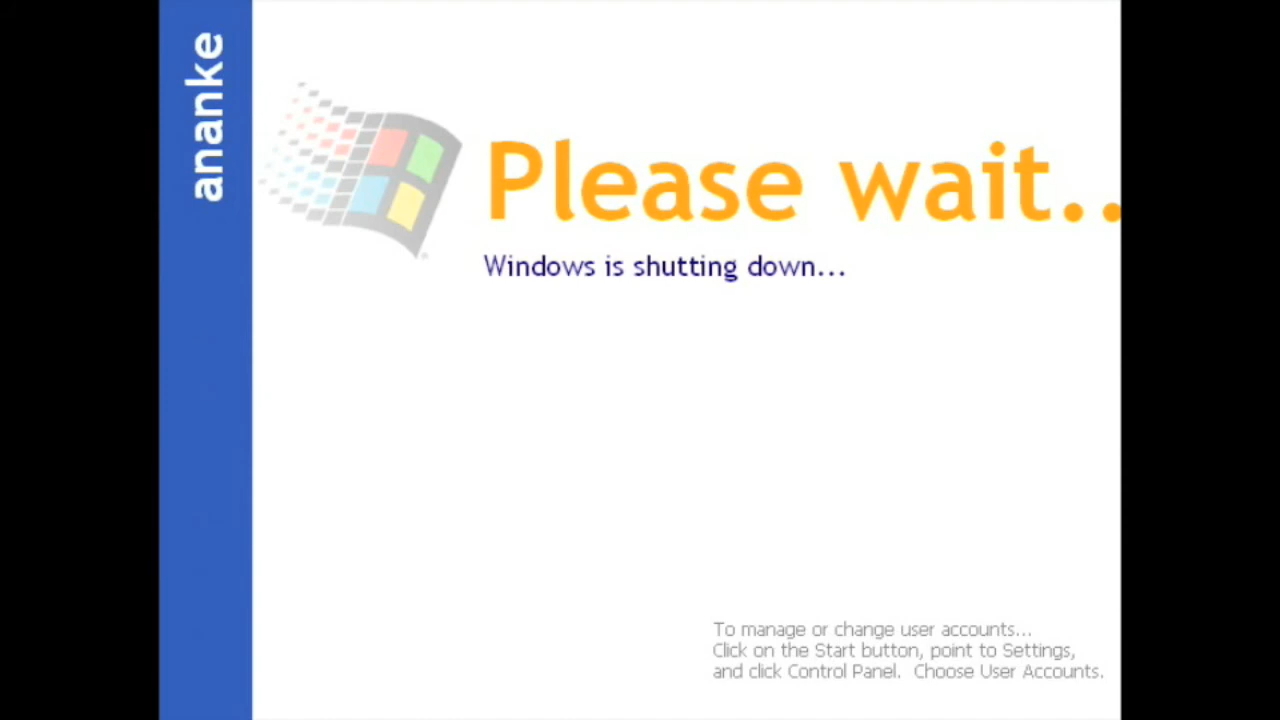 ananke
Please wait..
Windows is shutting down...
To manage or change user accounts...
Click on the Start button, point to Settings,
and click Control Panel.  Choose User Accounts.